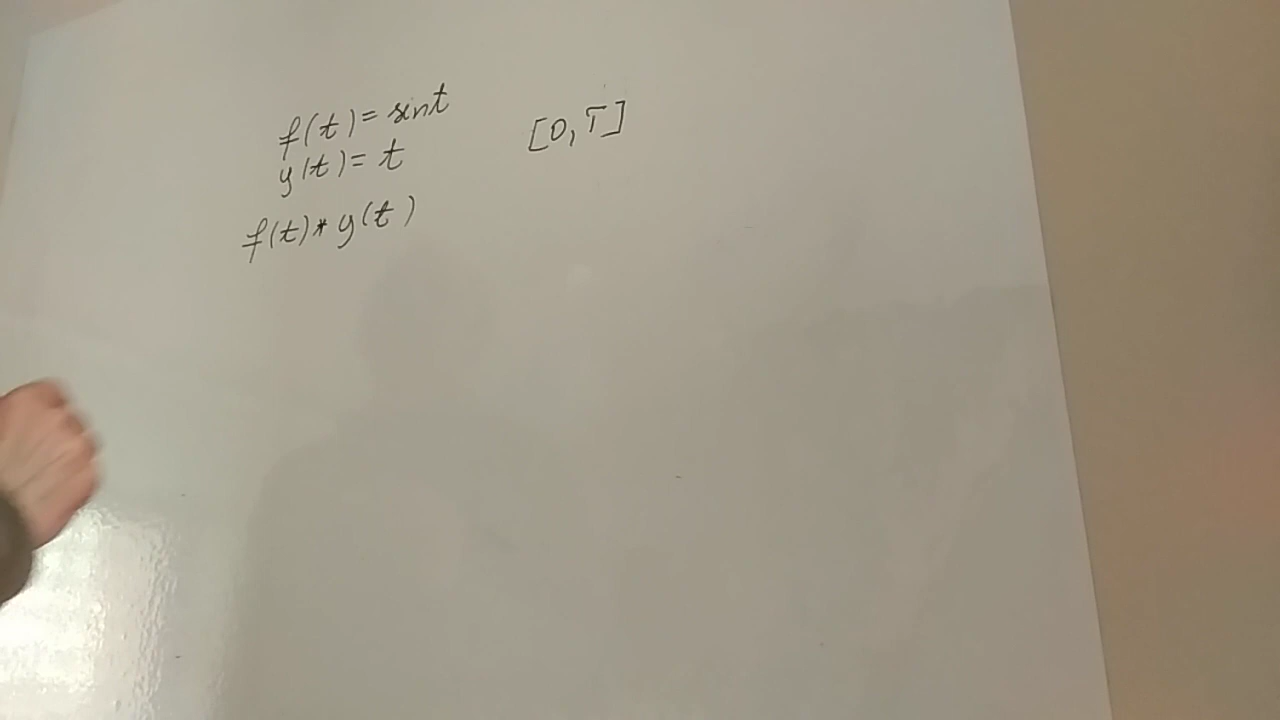 f(t) = sint [0, T]
y(t) = t
f(t) * y(t)